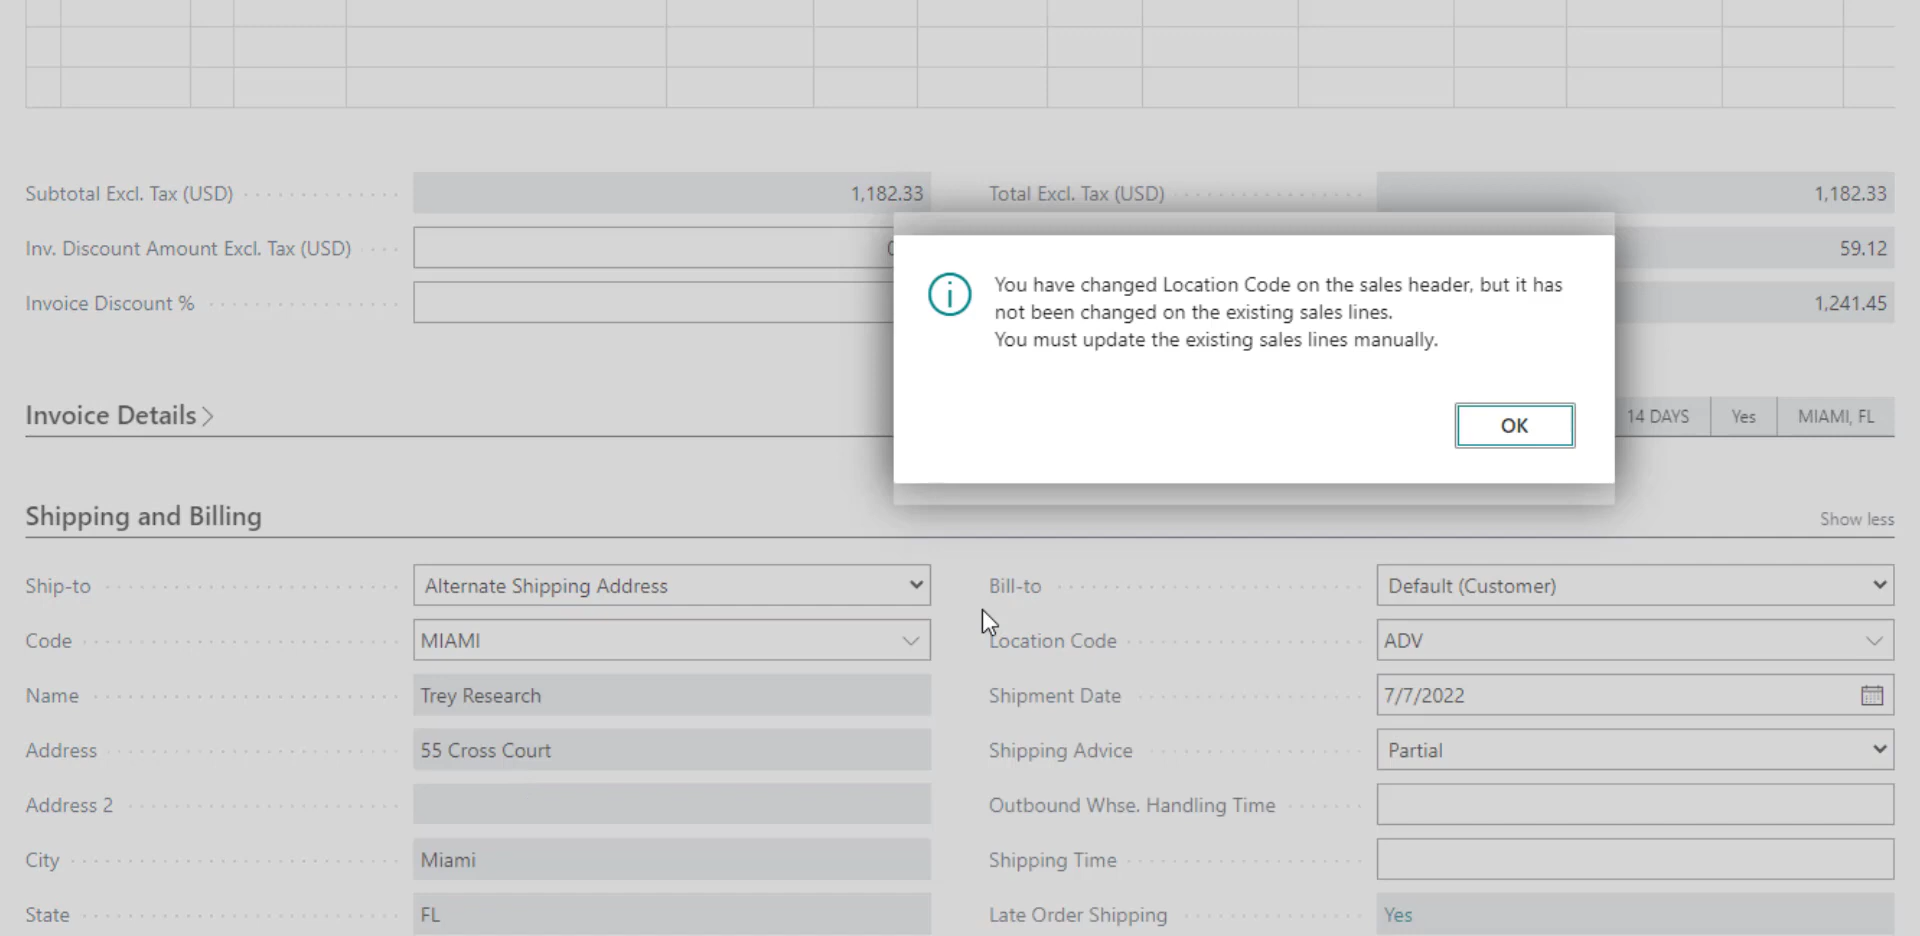 Subtotal Excl. Tax (USD) 1,182.33 Total Excl. Tax (USD) 1,182.33
Inv. Discount Amount Excl. Tax (USD) 59.12
Invoice Discount % 1,241.45
You have changed Location Code on the sales header, but it has
not been changed on the existing sales lines.
You must update the existing sales lines manually.
OK
Invoice Details 14 DAYS Yes MIAMI, FL
Shipping and Billing Show less
Ship-to Alternate Shipping Address Bill-to Default (Customer)
Code MIAMI Location Code ADV
Name Trey Research Shipment Date 7/7/2022
Address 55 Cross Court Shipping Advice Partial
Address 2 Outbound Whse. Handling Time
City Miami Shipping Time
State FL Late Order Shipping Yes